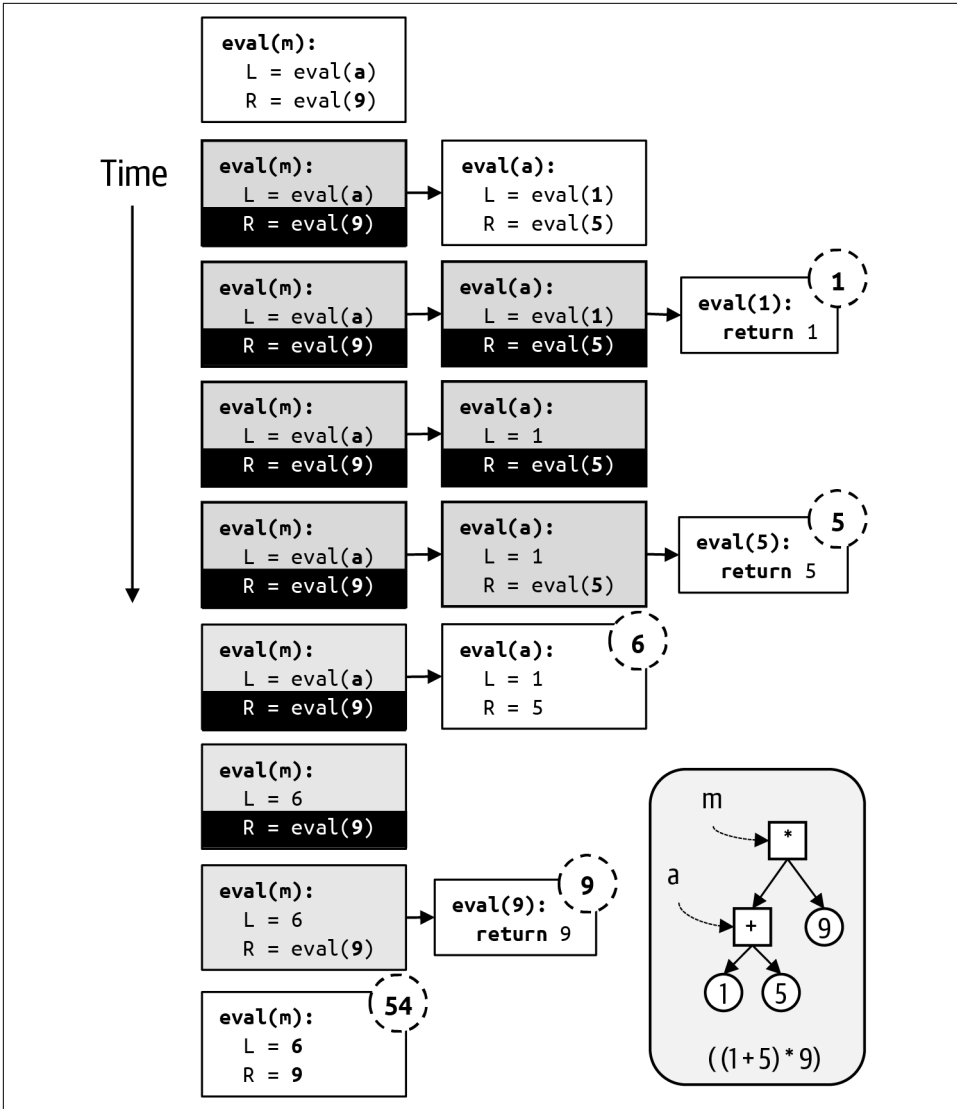 eval(m):
L = eval(a)
R = eval(9)
Time
eval(m):
L = eval(a)
R = eval(9)
eval(a):
L = eval(1)
R = eval(5)
eval(m):
L = eval(a)
R = eval(9)
eval(a):
L = eval(1)
R = eval(5)
1
eval(1):
return 1
eval(m):
L = eval(a)
R = eval(9)
eval(a):
L = 1
R = eval(5)
eval(m):
L = eval(a)
R = eval(9)
eval(a):
L = 1
R = eval(5)
5
eval(5):
return 5
eval(m):
L = eval(a)
R = eval(9)
6
eval(a):
L = 1
R = 5
eval(m):
L = 6
R = eval(9)
eval(m):
L = 6
R = eval(9)
9
eval(9):
return 9
54
eval(m):
L = 6
R = 9
m
*
a
+
9
1
5
((1+5)*9)